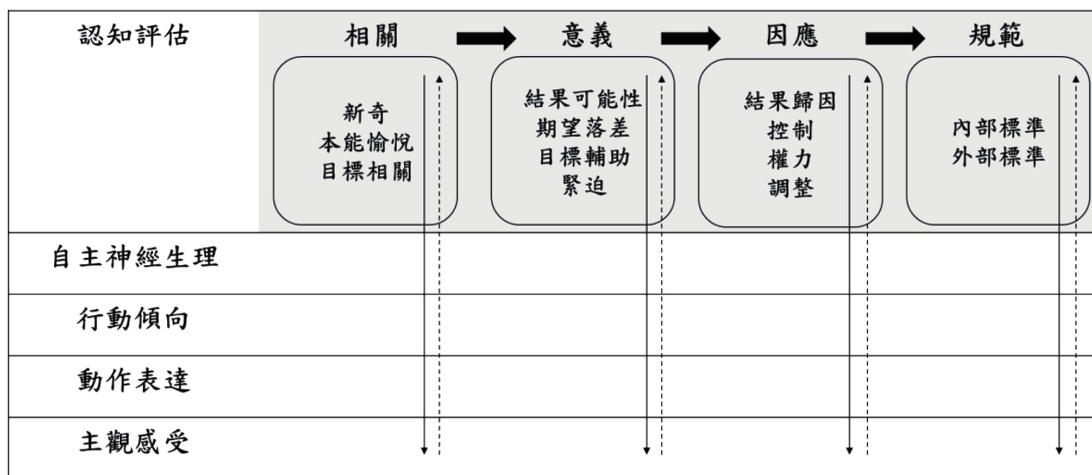 認知評估
相關
意義
因應
規範
新奇
本能愉悅
目標相關
結果可能性
期望落差
目標輔助
緊迫
結果歸因
控制
權力
調整
內部標準
外部標準
自主神經生理
行動傾向
動作表達
主觀感受